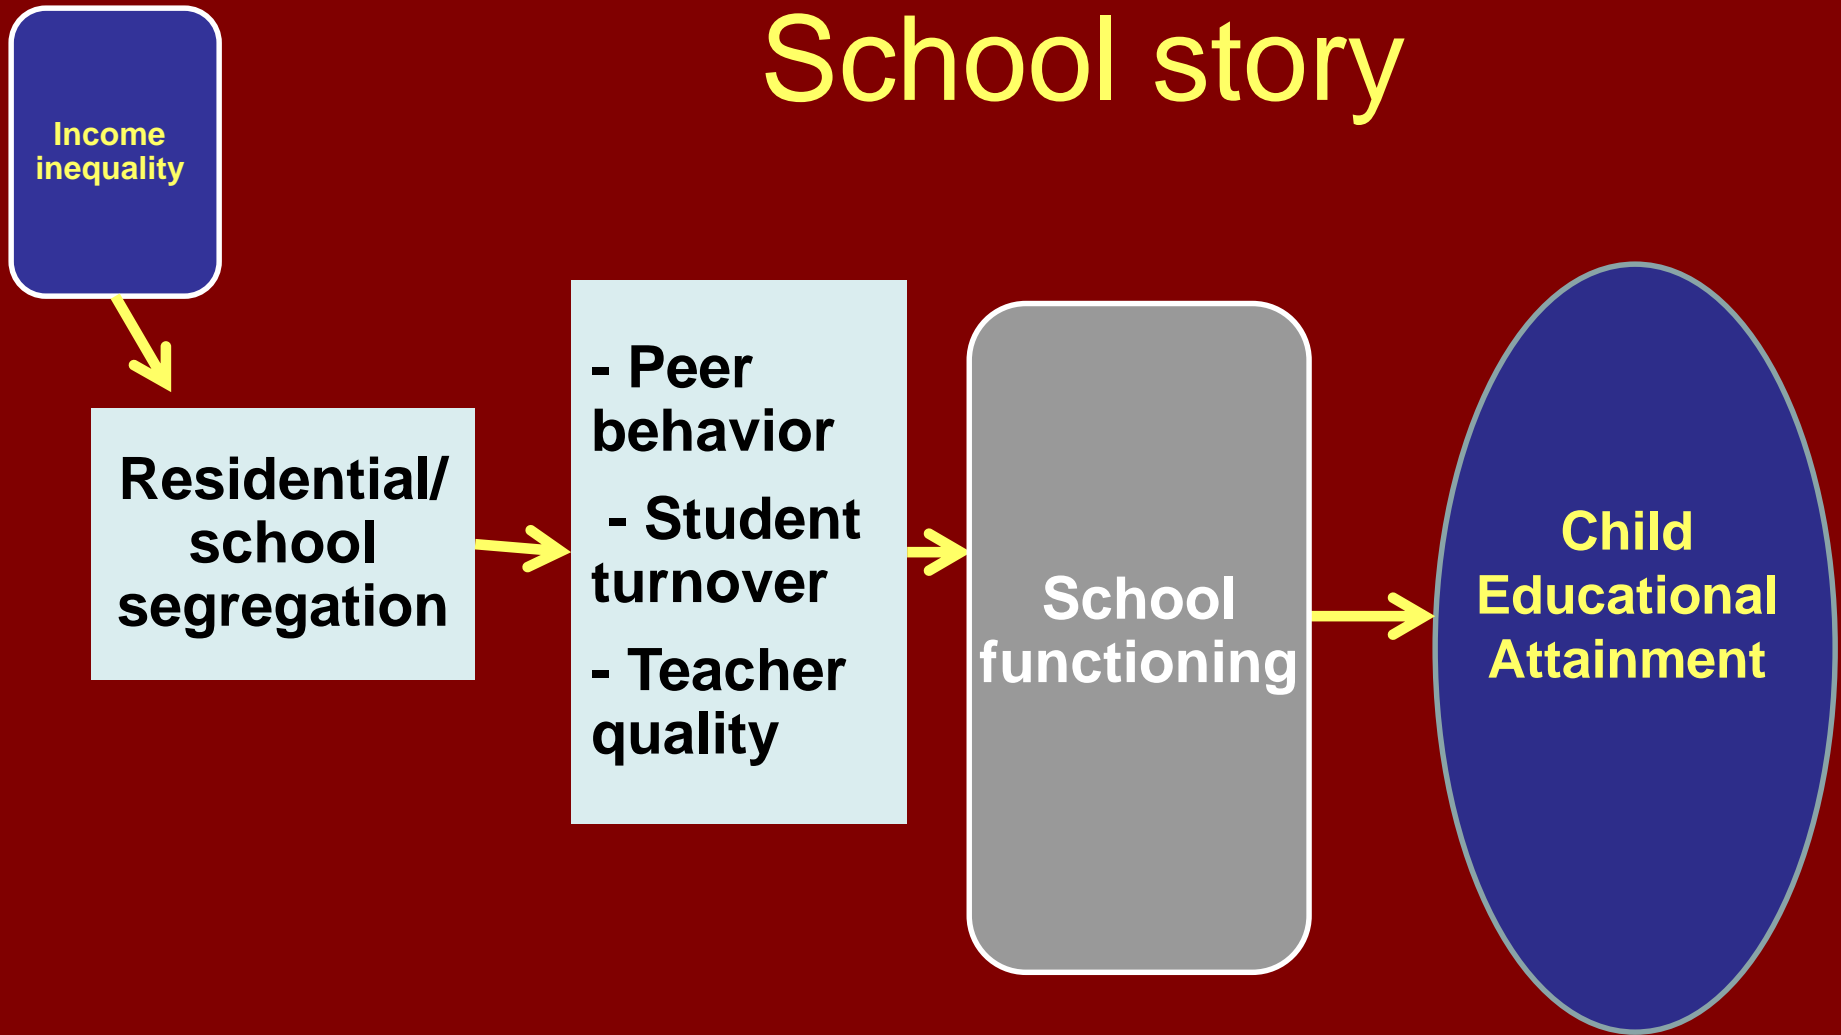 School story
Income
inequality
Residential/
school
segregation
- Peer
behavior
- Student
turnover
- Teacher
quality
School
functioning
Child
Educational
Attainment